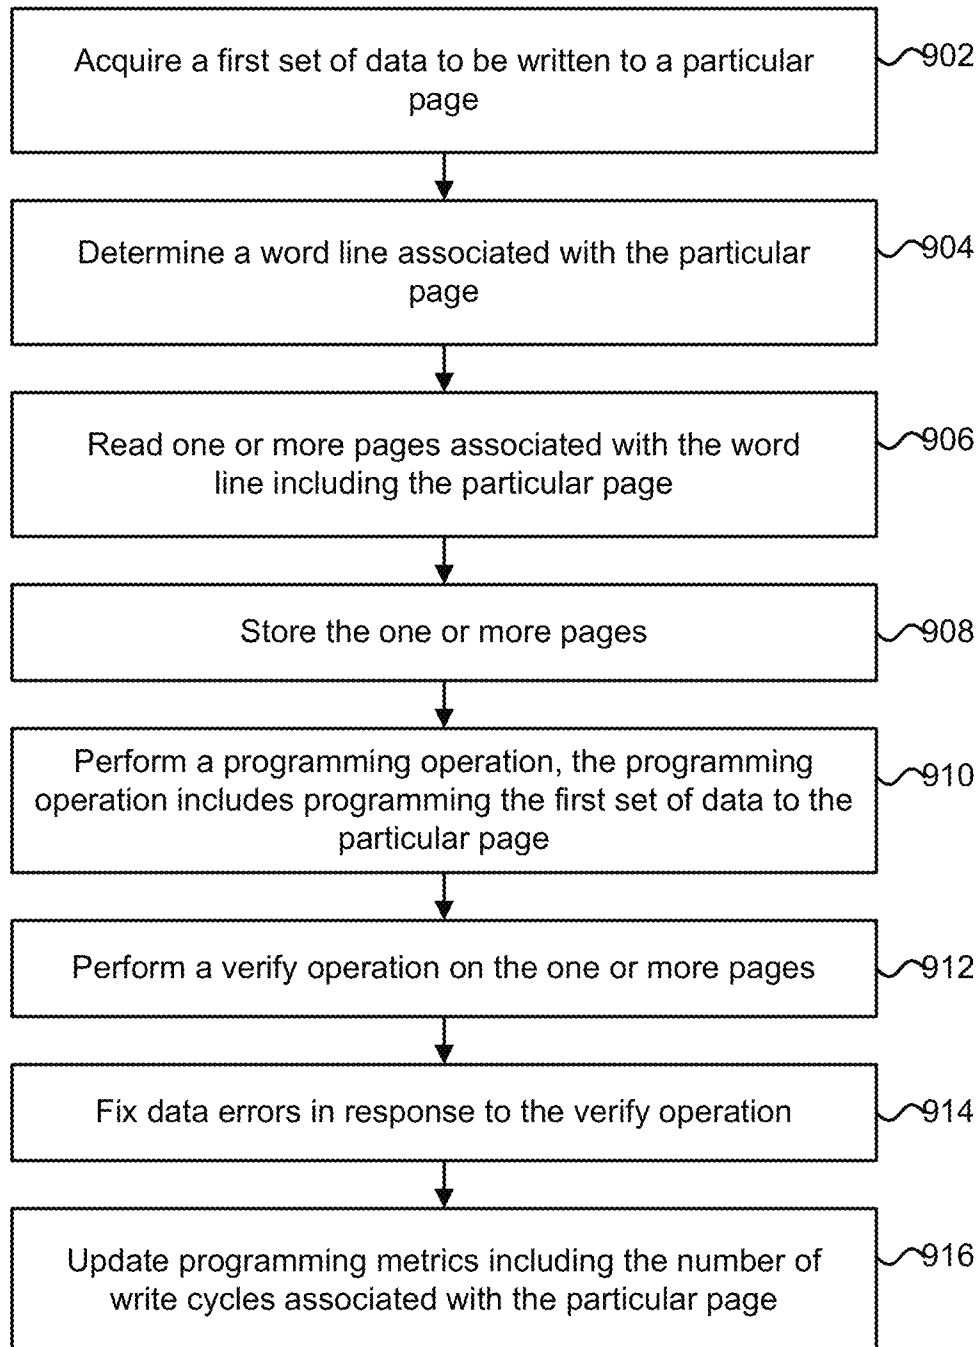 Acquire a first set of data to be written to a particular
page
902
Determine a word line associated with the particular
page
904
Read one or more pages associated with the word
line including the particular page
906
Store the one or more pages
908
Perform a programming operation, the programming
operation includes programming the first set of data to the
particular page
910
Perform a verify operation on the one or more pages
912
Fix data errors in response to the verify operation
914
Update programming metrics including the number of
write cycles associated with the particular page
916